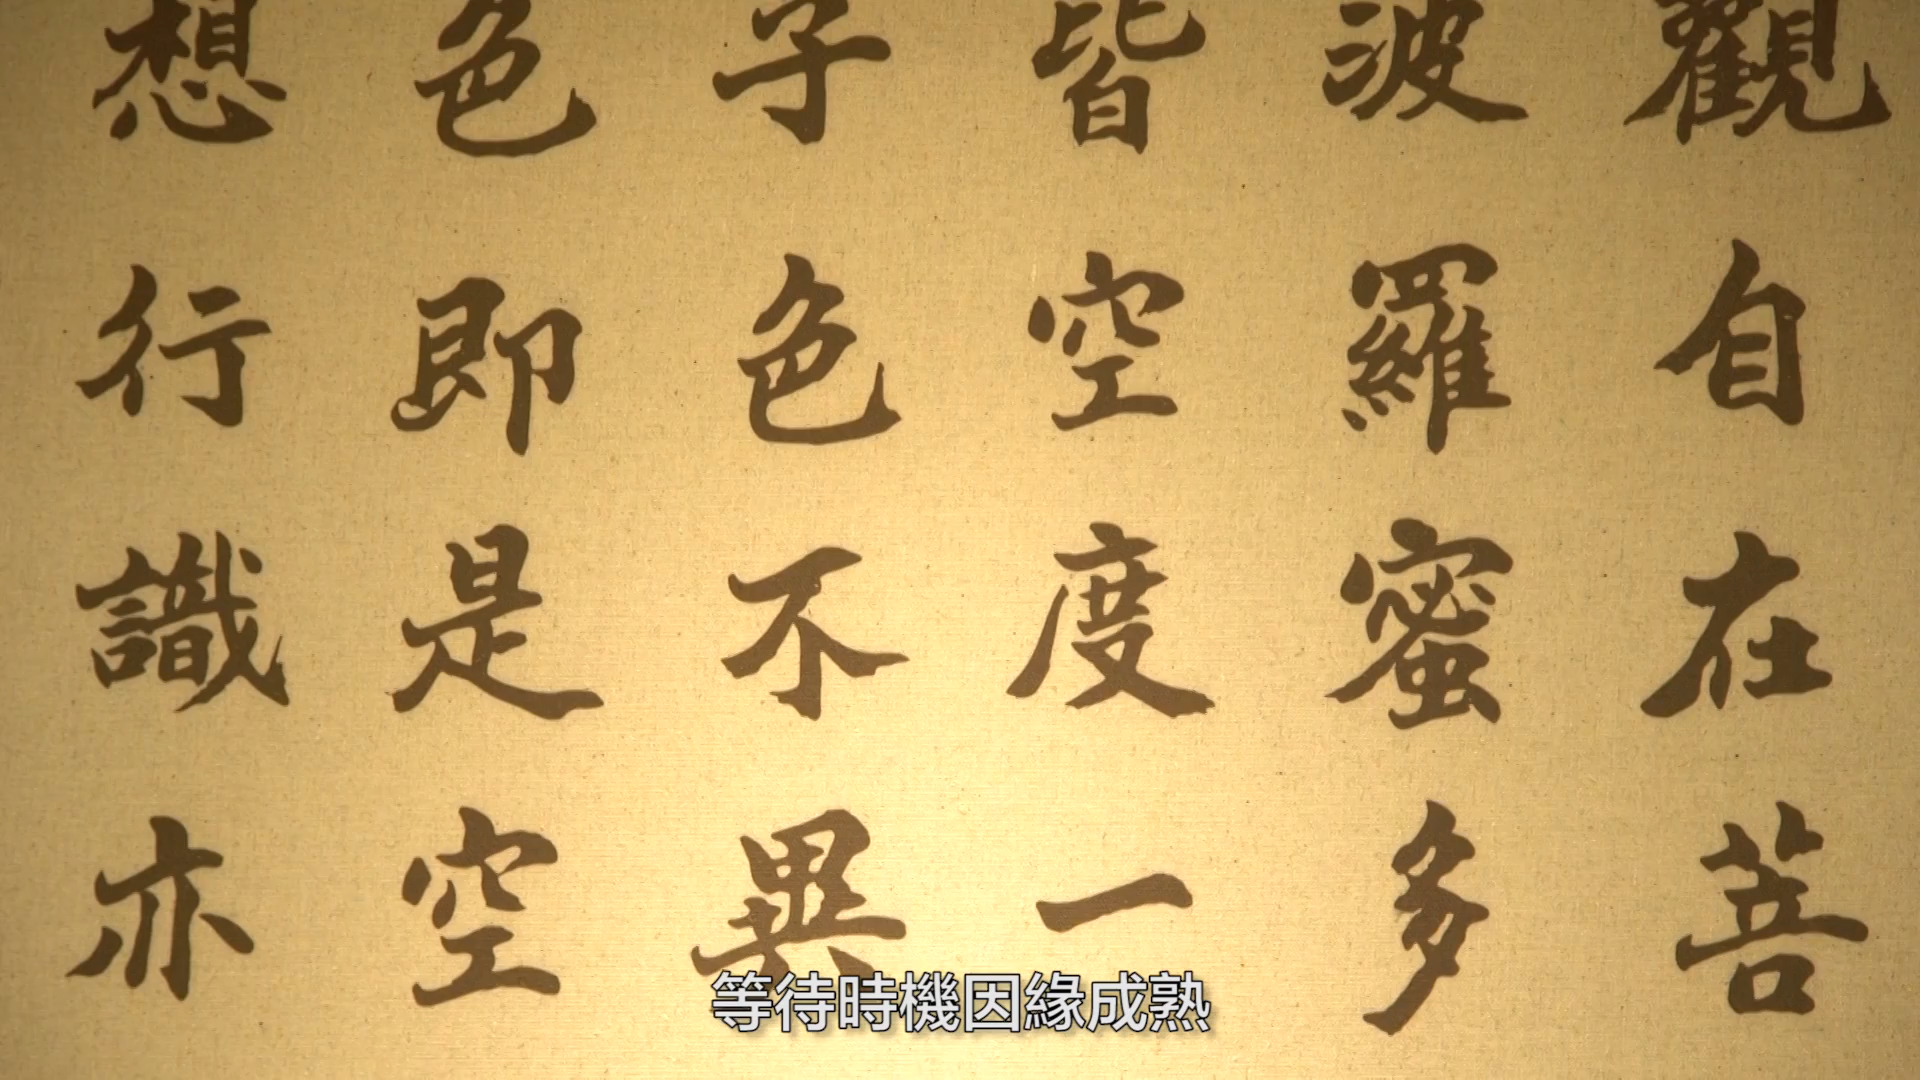 觀自在菩
波羅蜜多
皆空度一
子色不異
色即是空
想行識亦
等待時機因緣成熟